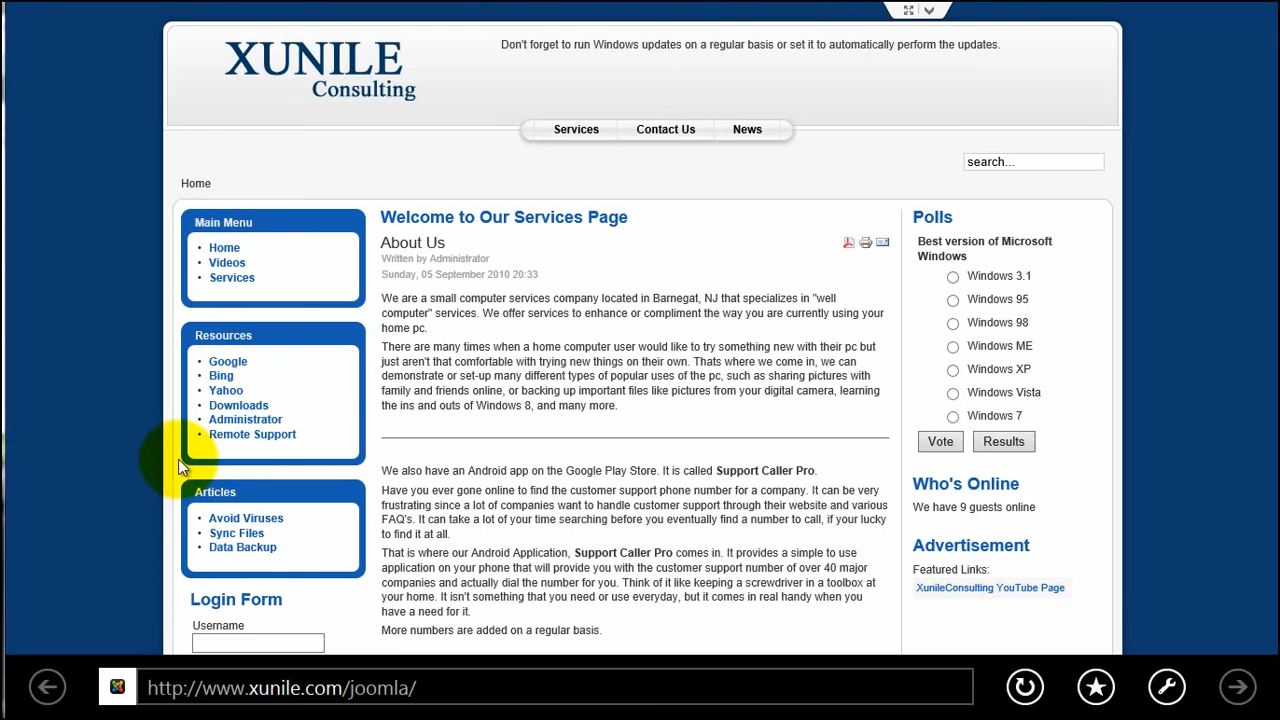 XUNILE
Consulting
Don't forget to run Windows updates on a regular basis or set it to automatically perform the updates.
Services
Contact Us
News
search...
Home
Main Menu
Home
Videos
Services
Resources
Google
Bing
Yahoo
Downloads
Administrator
Remote Support
Articles
Avoid Viruses
Sync Files
Data Backup
Login Form
Username
Welcome to Our Services Page
About Us
Written by Administrator
Sunday, 05 September 2010 20:33
We are a small computer services company located in Barnegat, NJ that specializes in "well
computer" services. We offer services to enhance or compliment the way you are currently using your
home pc.
There are many times when a home computer user would like to try something new with their pc but
just aren't that comfortable with trying new things on their own. Thats where we come in, we can
demonstrate or set-up many different types of popular uses of the pc, such as sharing pictures with
family and friends online, or backing up important files like pictures from your digital camera, learning
the ins and outs of Windows 8, and many more.
We also have an Android app on the Google Play Store. It is called Support Caller Pro.
Have you ever gone online to find the customer support phone number for a company. It can be very
frustrating since a lot of companies want to handle customer support through their website and various
FAQ's. It can take a lot of your time searching before you eventually find a number to call, if your lucky
to find it at all.
That is where our Android Application, Support Caller Pro comes in. It provides a simple to use
application on your phone that will provide you with the customer support number of over 40 major
companies and actually dial the number for you. Think of it like keeping a screwdriver in a toolbox at
your home. It isn't something that you need or use everyday, but it comes in real handy when you
have a need for it.
More numbers are added on a regular basis.
Polls
Best version of Microsoft
Windows
Windows 3.1
Windows 95
Windows 98
Windows ME
Windows XP
Windows Vista
Windows 7
Vote
Results
Who's Online
We have 9 guests online
Advertisement
Featured Links:
XunileConsulting YouTube Page
http://www.xunile.com/joomla/